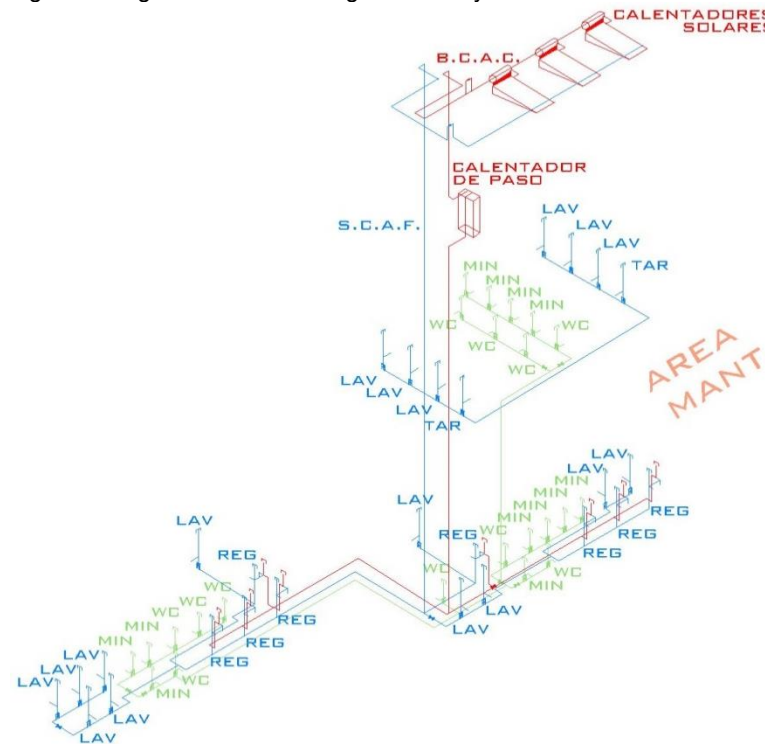 CALENTADORES
SOLARES
B.C.A.C.
CALENTADOR
DE PASO
S.C.A.F.
LAV
LAV
LAV
TAR
MIN
MIN
MIN
MIN
WC
WC
WC
WC
LAV
LAV
LAV
TAR
AREA
MANT
LAV
LAV
MIN
MIN
MIN
MIN
REG
REG
REG
LAV
REG
WC
WC
LAV
LAV
LAV
REG
REG
REG
REG
WC
WC
WC
MIN
MIN
WC
MIN
LAV
LAV
LAV
LAV
LAV